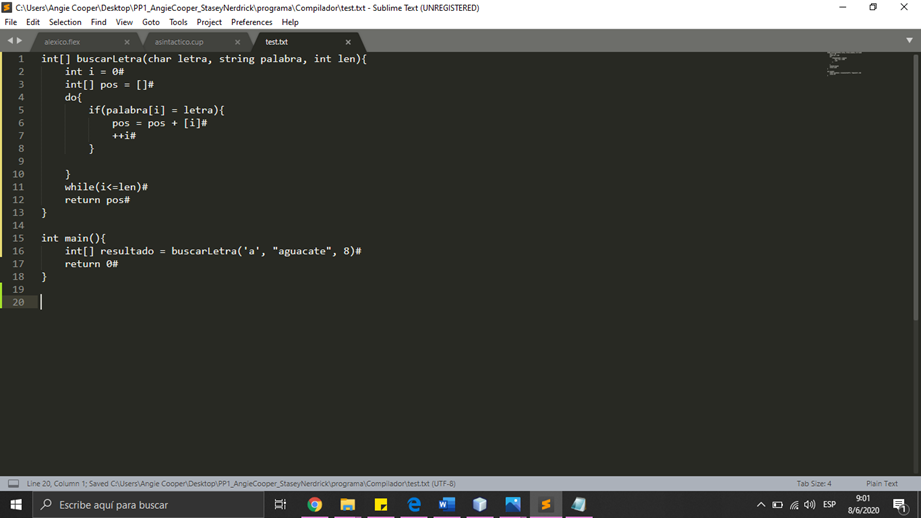 C:\Users\Angie Cooper\Desktop\PP1_AngieCooper_StaseyNerdrick\programa\Compilador\test.txt - Sublime Text (UNREGISTERED)
File Edit Selection Find View Goto Tools Project Preferences Help
alexico.flex × asintactico.cup × test.txt ×
1 int[] buscarLetra(char letra, string palabra, int len){
2     int i = 0#
3     int[] pos = []#
4     do{
5         if(palabra[i] = letra){
6             pos = pos + [i]#
7             ++i#
8         }
9
10     }
11     while(i<=len)#
12     return pos#
13 }
14
15 int main(){
16     int[] resultado = buscarLetra('a', "aguacate", 8)#
17     return 0#
18 }
19
20
Line 20, Column 1; Saved C:\Users\Angie Cooper\Desktop\PP1_AngieCooper_StaseyNerdrick\programa\Compilador\test.txt (UTF-8) Tab Size: 4 Plain Text
Escribe aquí para buscar ESP 9:01
8/6/2020 1